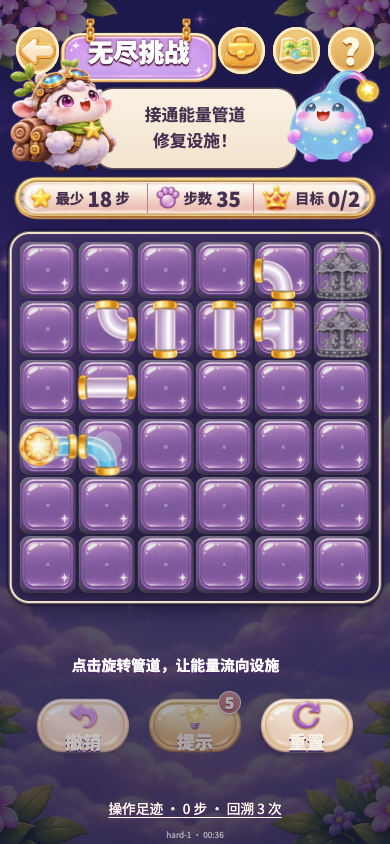 无尽挑战
?
接通能量管道
修复设施！
最少 18 步
步数 35
目标 0/2
点击旋转管道，让能量流向设施
5
撤销
提示
重置
操作足迹 · 0 步 · 回溯 3 次
hard-1 · 00:36